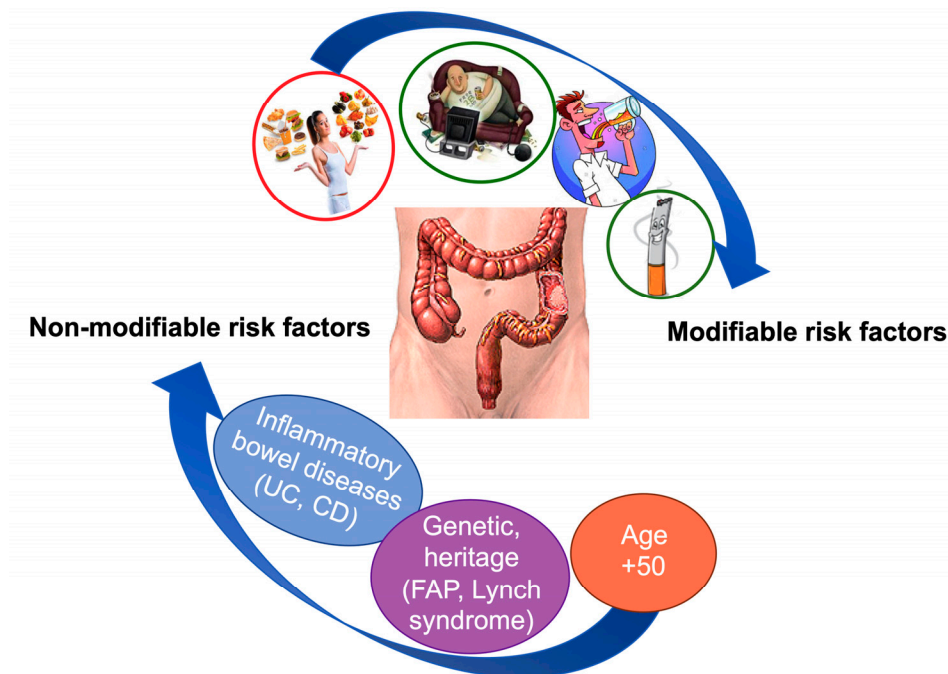 Non-modifiable risk factors
Modifiable risk factors
Inflammatory
bowel diseases
(UC, CD)
Genetic,
heritage
(FAP, Lynch
syndrome)
Age
+50